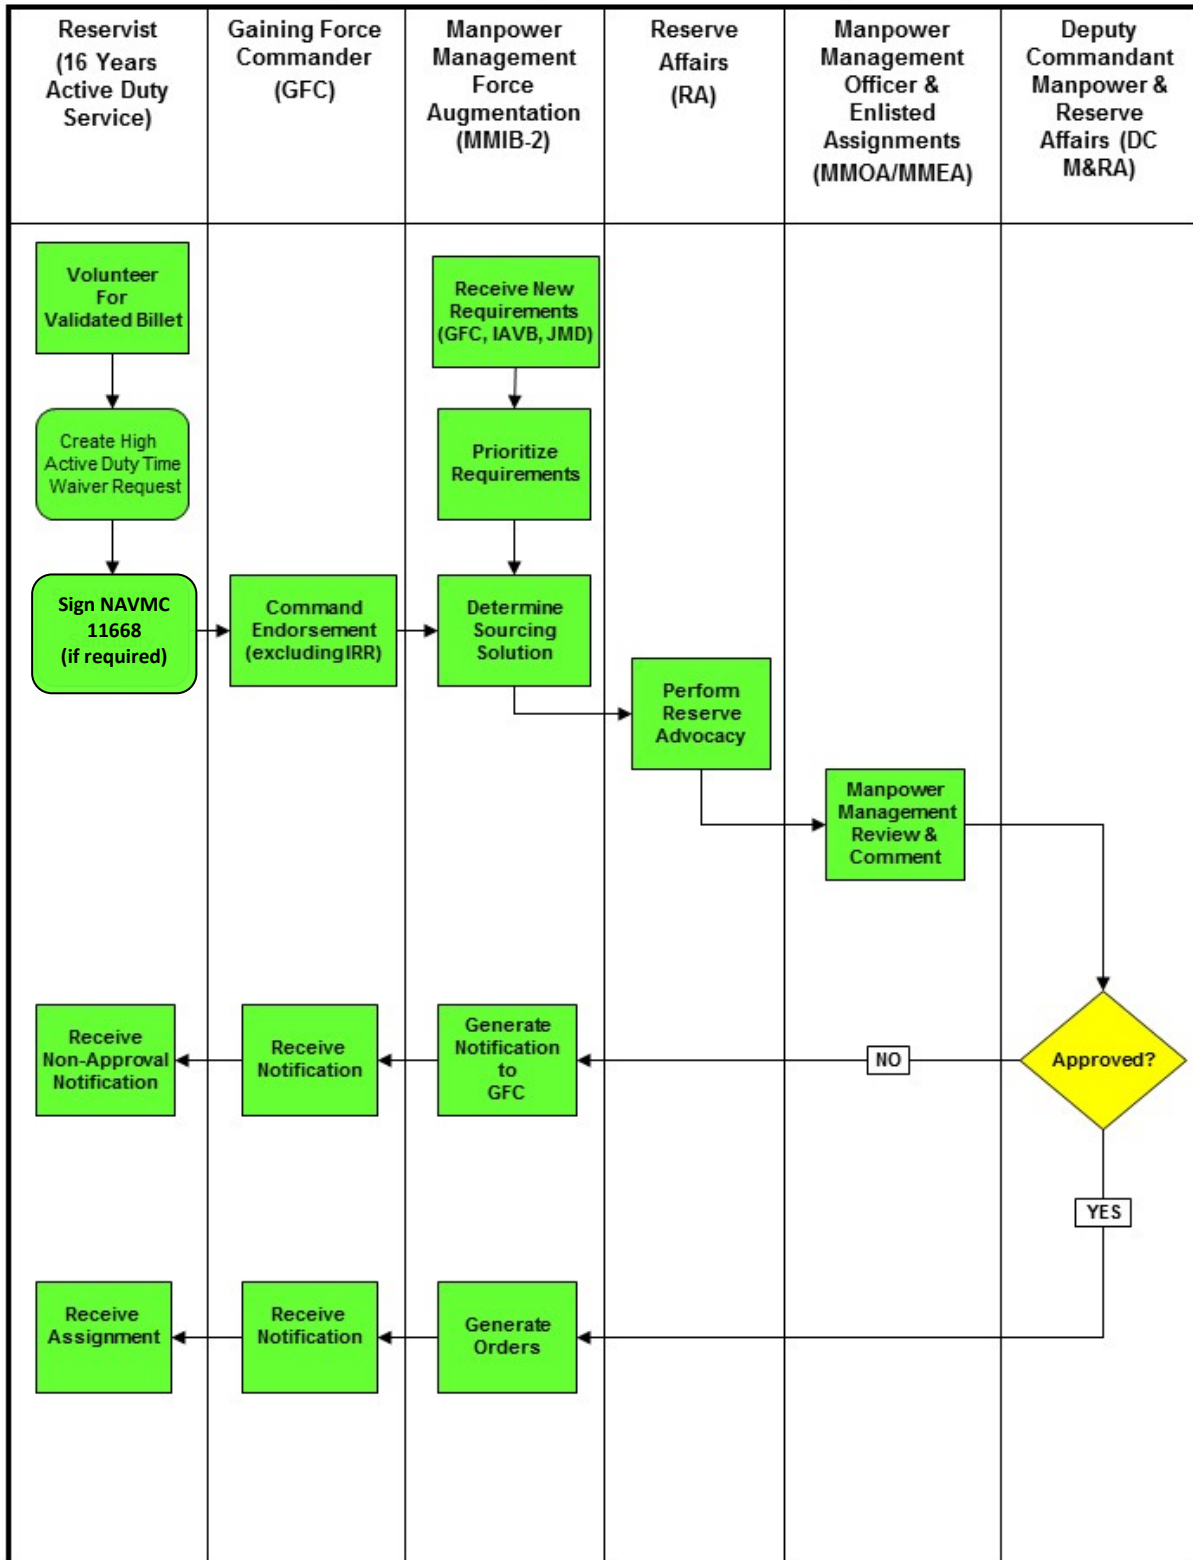 Reservist
(16 Years
Active Duty
Service)
Gaining Force
Commander
(GFC)
Manpower
Management
Force
Augmentation
(MMIB-2)
Reserve
Affairs
(RA)
Manpower
Management
Officer &
Enlisted
Assignments
(MMOA/MMEA)
Deputy
Commandant
Manpower &
Reserve
Affairs (DC
M&RA)
Volunteer
For
Validated Billet
Receive New
Requirements
(GFC, IAVB, JMD)
Create High
Active Duty Time
Waiver Request
Prioritize
Requirements
Sign NAVMC
11668
(if required)
Command
Endorsement
(excluding IRR)
Determine
Sourcing
Solution
Perform
Reserve
Advocacy
Manpower
Management
Review &
Comment
Receive
Non-Approval
Notification
Receive
Notification
Generate
Notification
to
GFC
NO
Approved?
YES
Receive
Assignment
Receive
Notification
Generate
Orders